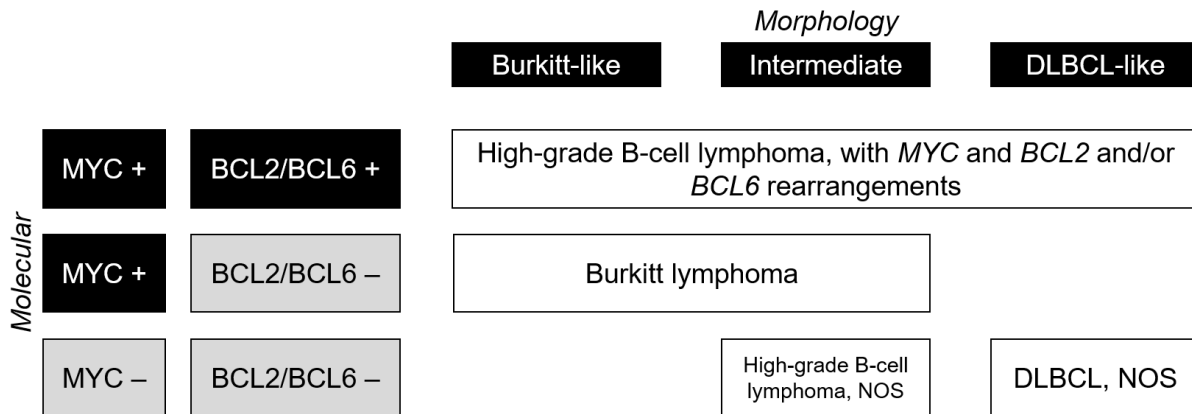 Morphology
Burkitt-like Intermediate DLBCL-like
MYC + BCL2/BCL6 + High-grade B-cell lymphoma, with MYC and BCL2 and/or
BCL6 rearrangements
Molecular
MYC + BCL2/BCL6 – Burkitt lymphoma
MYC – BCL2/BCL6 – High-grade B-cell
lymphoma, NOS
DLBCL, NOS